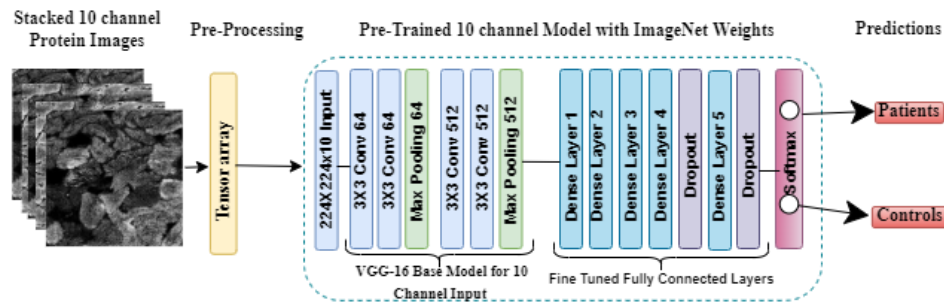 Stacked 10 channel
Protein Images
Pre-Processing
Pre-Trained 10 channel Model with ImageNet Weights
Predictions
Tensor array
224X224x10 Input
3X3 Conv 64
3X3 Conv 64
Max Pooling 64
3X3 Conv 512
3X3 Conv 512
Max Pooling 512
Dense Layer 1
Dense Layer 2
Dense Layer 3
Dense Layer 4
Dropout
Dense Layer 5
Dropout
Softmax
Patients
Controls
VGG-16 Base Model for 10
Channel Input
Fine Tuned Fully Connected Layers